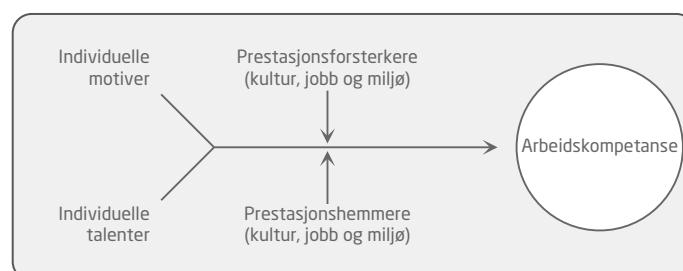 Individuelle
motiver
Prestasjonsforsterkere
(kultur, jobb og miljø)
Arbeidskompetanse
Individuelle
talenter
Prestasjonshemmere
(kultur, jobb og miljø)